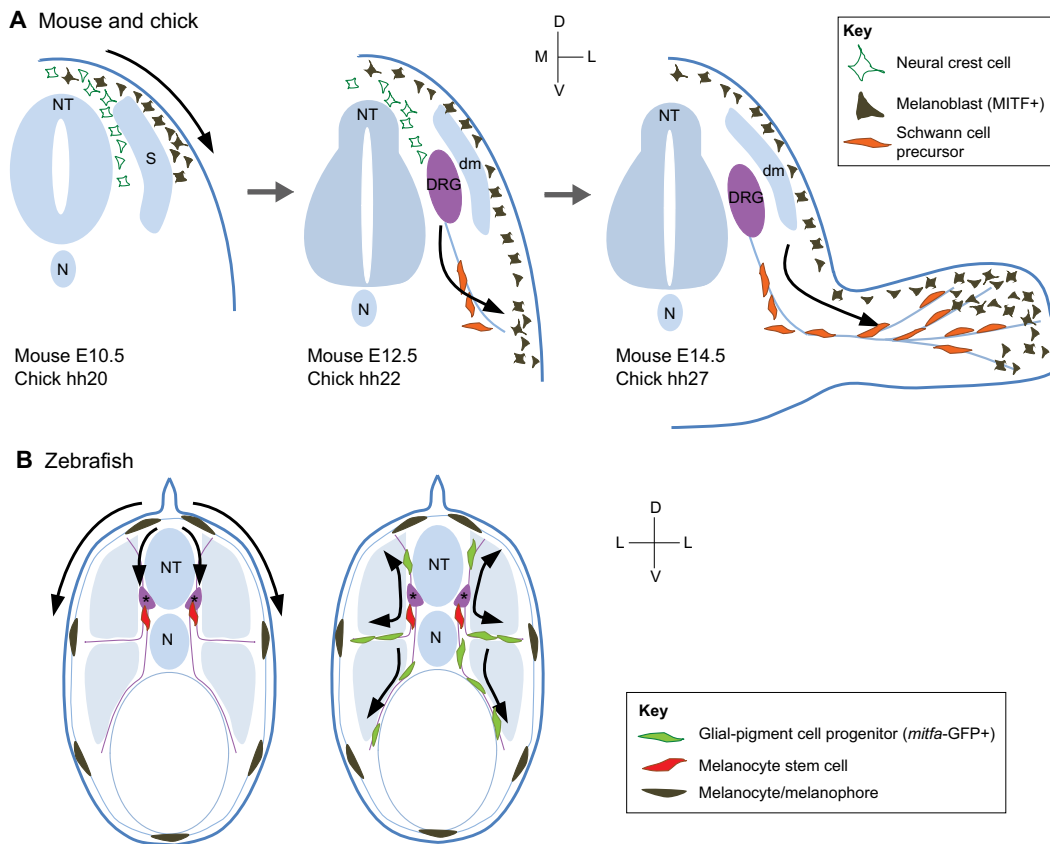 A Mouse and chick
D
M L
V
Key
Neural crest cell
Melanoblast (MITF+)
Schwann cell
precursor
NT
S
N
Mouse E10.5
Chick hh20
NT
dm
DRG
N
Mouse E12.5
Chick hh22
NT
dm
DRG
N
Mouse E14.5
Chick hh27
B Zebrafish
NT
* *
N
NT
* *
N
D
L L
V
Key
Glial-pigment cell progenitor (mitfa-GFP+)
Melanocyte stem cell
Melanocyte/melanophore